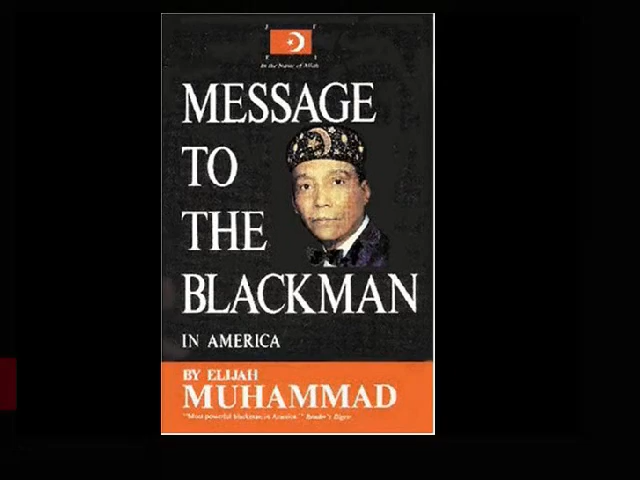 In the Name of Allah
MESSAGE
TO
THE
BLACKMAN
IN AMERICA
BY ELIJAH
MUHAMMAD
"Most powerful blackman in America." Reader's Digest